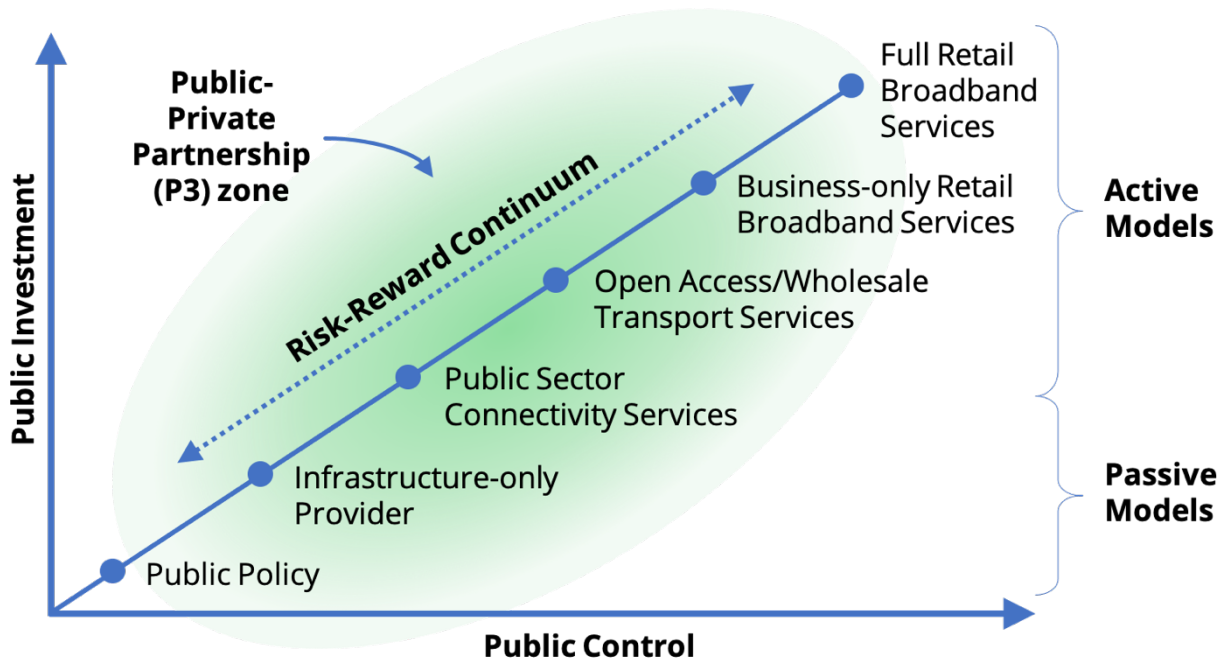 Public-
Private
Partnership
(P3) zone
Full Retail
Broadband
Services
Business-only Retail
Broadband Services
Active
Models
Risk-Reward Continuum
Open Access/Wholesale
Transport Services
Public Investment
Public Sector
Connectivity Services
Infrastructure-only
Provider
Passive
Models
Public Policy
Public Control